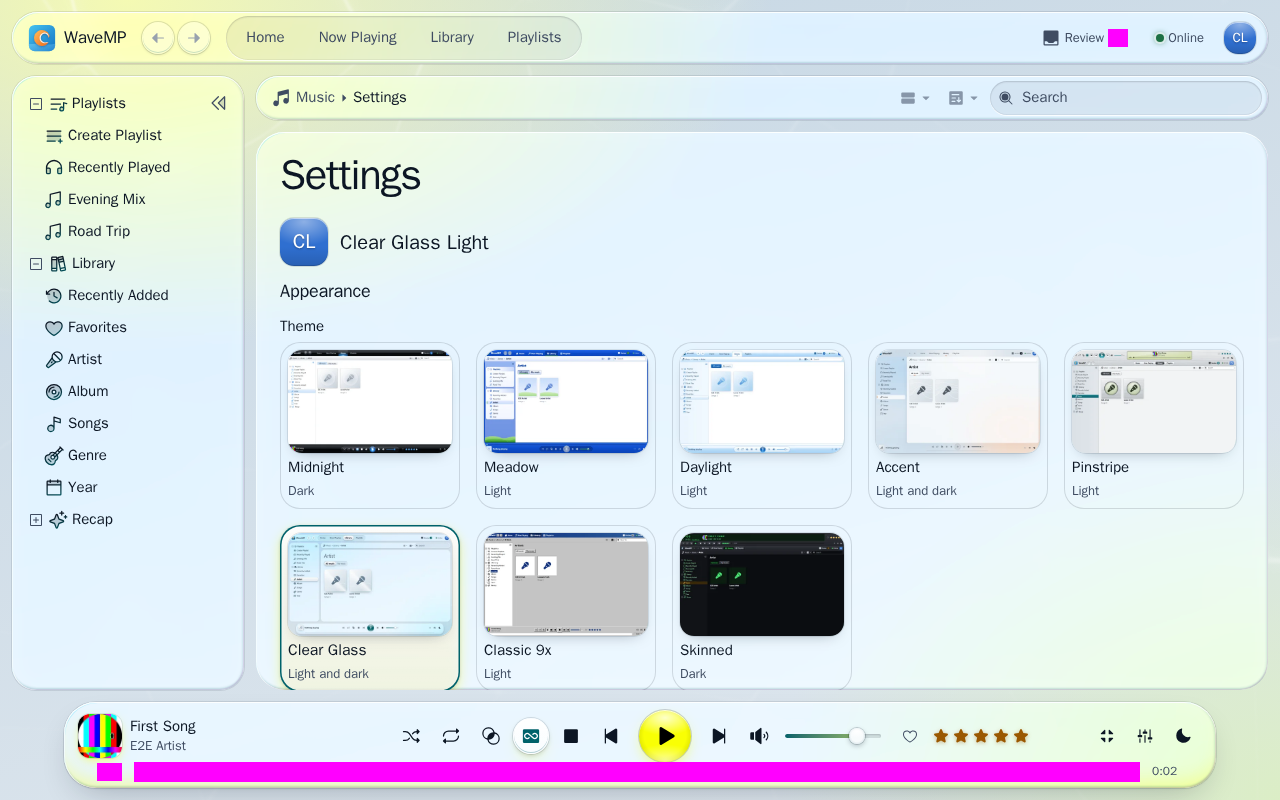 WaveMP
Home
Now Playing
Library
Playlists
Review
Online
CL
Playlists
Create Playlist
Recently Played
Evening Mix
Road Trip
Library
Recently Added
Favorites
Artist
Album
Songs
Genre
Year
Recap
Music
Settings
Search
Settings
CL
Clear Glass Light
Appearance
Theme
Midnight
Dark
Meadow
Light
Daylight
Light
Accent
Light and dark
Pinstripe
Light
Clear Glass
Light and dark
Classic 9x
Light
Skinned
Dark
First Song
E2E Artist
0:02